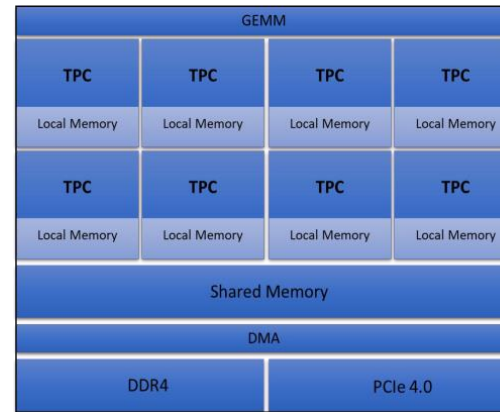 GEMM
TPC TPC TPC TPC
Local Memory Local Memory Local Memory Local Memory
TPC TPC TPC TPC
Local Memory Local Memory Local Memory Local Memory
Shared Memory
DMA
DDR4 PCIe 4.0